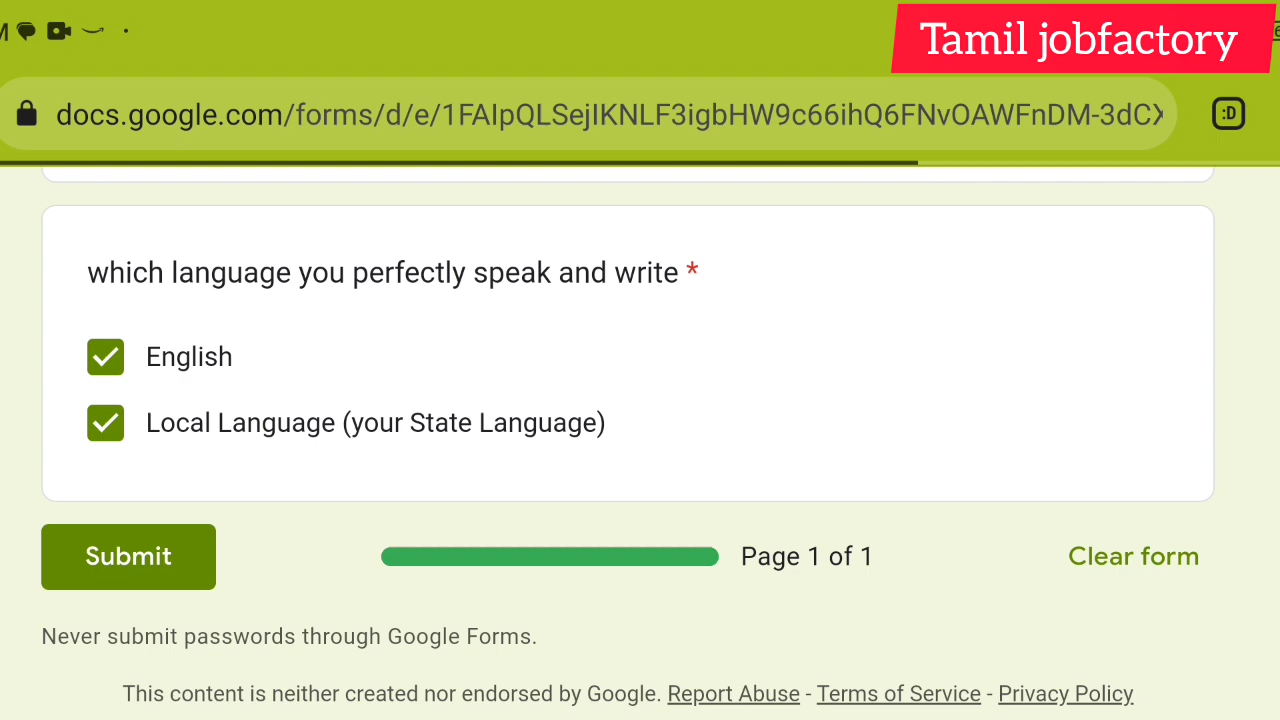 Tamil jobfactory
docs.google.com/forms/d/e/1FAIpQLSejIKNLF3igbHW9c66ihQ6FNvOAWFnDM-3dCX
:D
which language you perfectly speak and write *
English
Local Language (your State Language)
Submit
Page 1 of 1
Clear form
Never submit passwords through Google Forms.
This content is neither created nor endorsed by Google. Report Abuse - Terms of Service - Privacy Policy